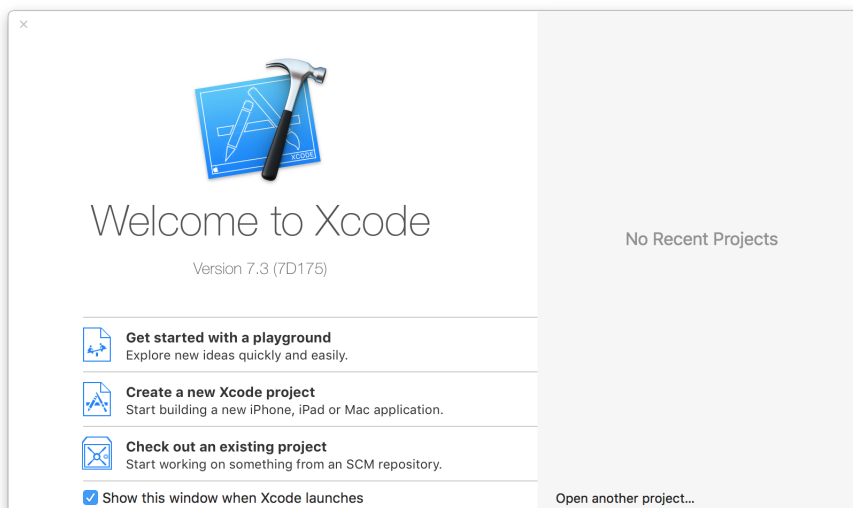 XCODE
Welcome to Xcode
Version 7.3 (7D175)
Get started with a playground
Explore new ideas quickly and easily.
Create a new Xcode project
Start building a new iPhone, iPad or Mac application.
Check out an existing project
Start working on something from an SCM repository.
Show this window when Xcode launches
No Recent Projects
Open another project...